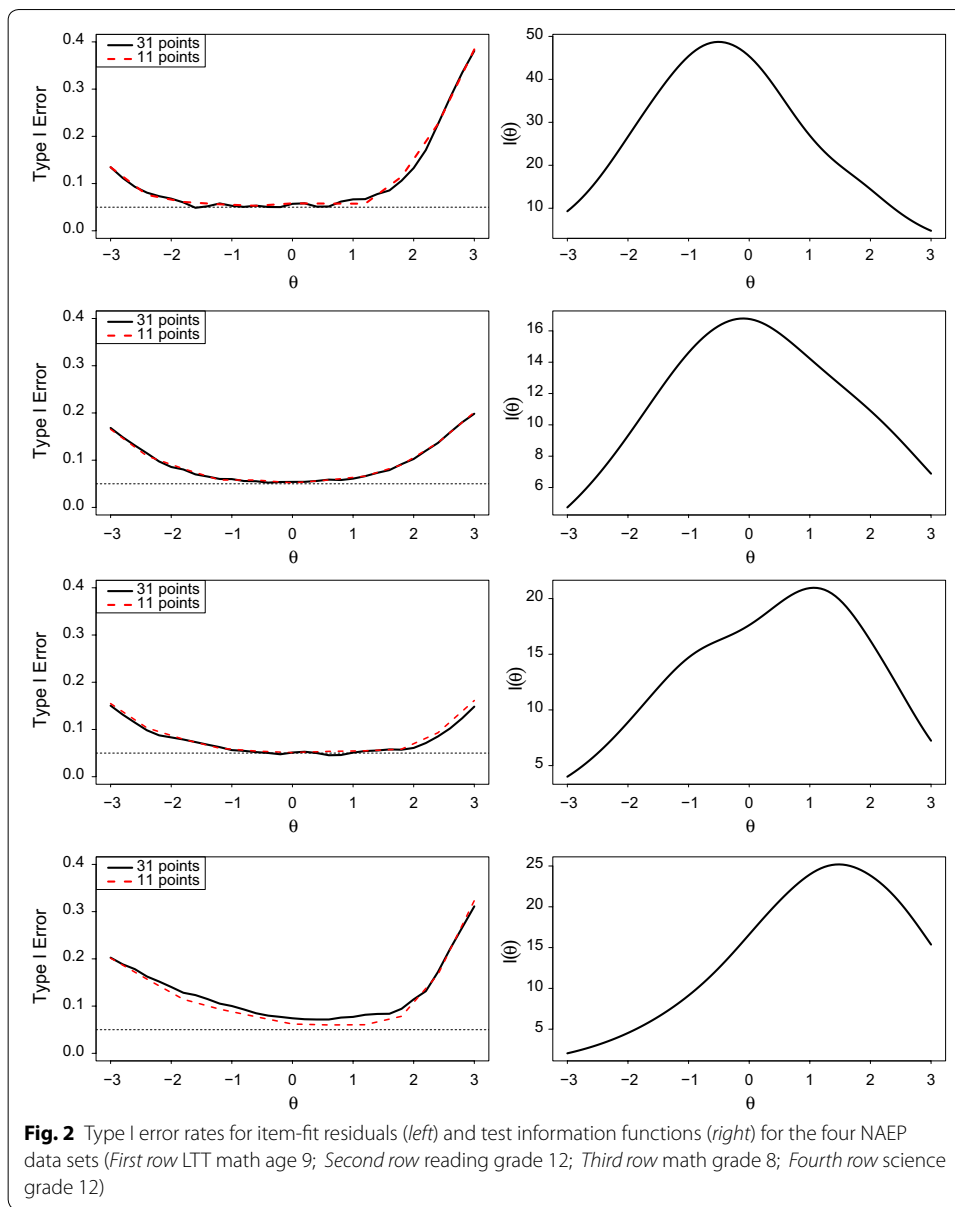 31 points
11 points
Type I Error
0.4
0.3
0.2
0.1
0.0
−3 −2 −1 0 1 2 3
θ
I(θ)
50
40
30
20
10
−3 −2 −1 0 1 2 3
θ
31 points
11 points
Type I Error
0.4
0.3
0.2
0.1
0.0
−3 −2 −1 0 1 2 3
θ
I(θ)
16
14
12
10
8
6
−3 −2 −1 0 1 2 3
θ
31 points
11 points
Type I Error
0.4
0.3
0.2
0.1
0.0
−3 −2 −1 0 1 2 3
θ
I(θ)
20
15
10
5
−3 −2 −1 0 1 2 3
θ
31 points
11 points
Type I Error
0.4
0.3
0.2
0.1
0.0
−3 −2 −1 0 1 2 3
θ
I(θ)
25
20
15
10
5
−3 −2 −1 0 1 2 3
θ
Fig. 2 Type I error rates for item-fit residuals (left) and test information functions (right) for the four NAEP
data sets (First row LTT math age 9; Second row reading grade 12; Third row math grade 8; Fourth row science
grade 12)